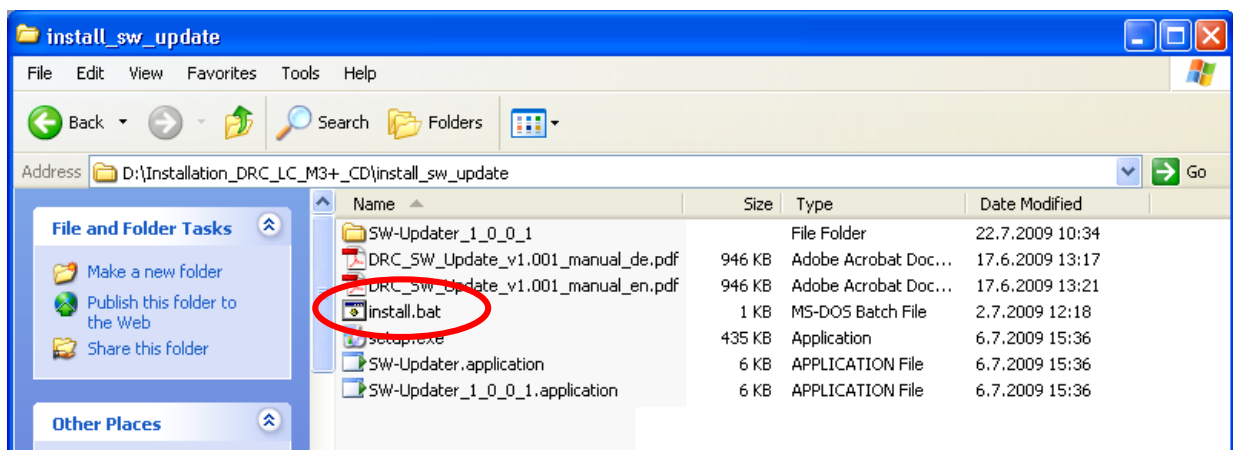 install_sw_update
File Edit View Favorites Tools Help
Back Search Folders
Address D:\Installation_DRC_LC_M3+_CD\install_sw_update Go
Name Size Type Date Modified
File and Folder Tasks
Make a new folder
Publish this folder to
the Web
Share this folder
Other Places
SW-Updater_1_0_0_1 File Folder 22.7.2009 10:34
DRC_SW_Update_v1.001_manual_de.pdf 946 KB Adobe Acrobat Doc... 17.6.2009 13:17
DRC_SW_Update_v1.001_manual_en.pdf 946 KB Adobe Acrobat Doc... 17.6.2009 13:21
install.bat 1 KB MS-DOS Batch File 2.7.2009 12:18
setup.exe 435 KB Application 6.7.2009 15:36
SW-Updater.application 6 KB APPLICATION File 6.7.2009 15:36
SW-Updater_1_0_0_1.application 6 KB APPLICATION File 6.7.2009 15:36